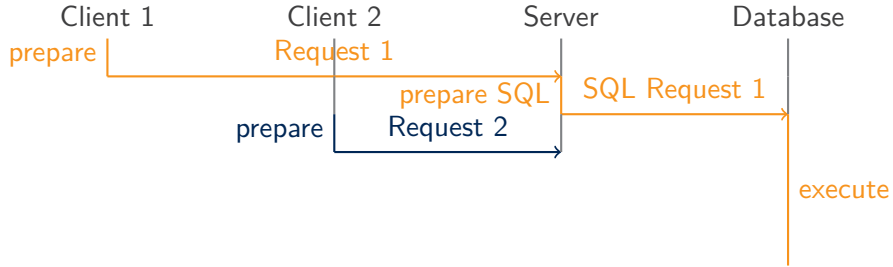 Client 1
Client 2
Server
Database
prepare
Request 1
prepare SQL
SQL Request 1
prepare
Request 2
execute